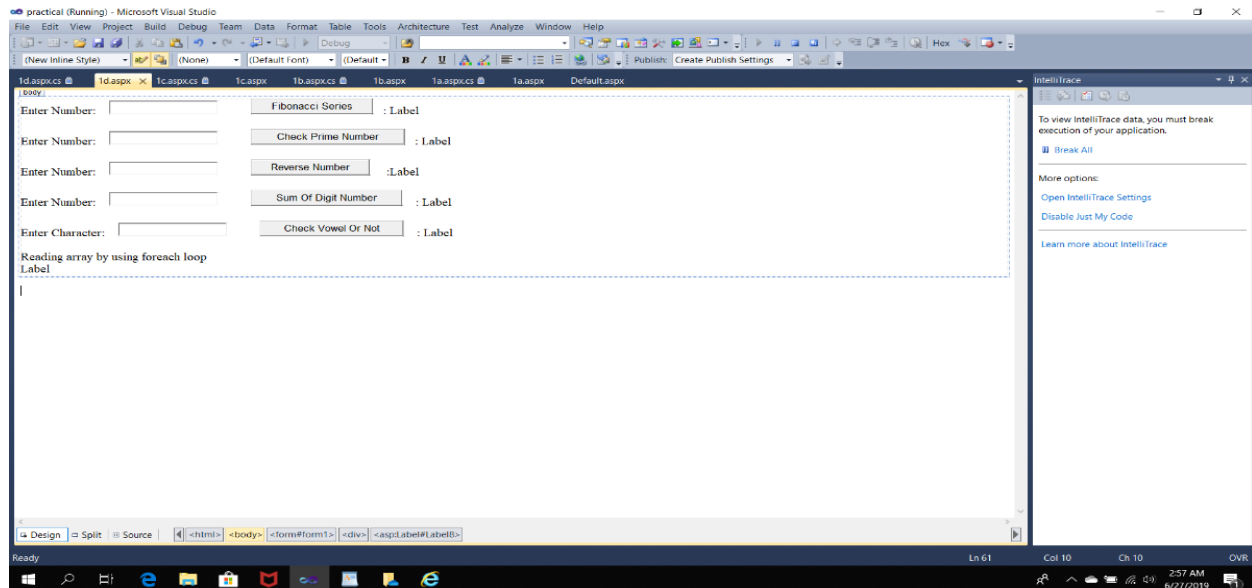 practical (Running) - Microsoft Visual Studio
File Edit View Project Build Debug Team Data Format Table Tools Architecture Test Analyze Window Help
Debug
Hex
(New Inline Style) (None) (Default Font) (Default B I U A Publish: Create Publish Settings
1d.aspx.cs 1d.aspx 1c.aspx.cs 1c.aspx 1b.aspx.cs 1b.aspx 1a.aspx.cs 1a.aspx Default.aspx
body
Enter Number: Fibonacci Series : Label
Enter Number: Check Prime Number : Label
Enter Number: Reverse Number :Label
Enter Number: Sum Of Digit Number : Label
Enter Character: Check Vowel Or Not : Label
Reading array by using foreach loop
Label
IntelliTrace
To view IntelliTrace data, you must break
execution of your application.
Break All
More options:
Open IntelliTrace Settings
Disable Just My Code
Learn more about IntelliTrace
Design Split Source <html> <body> <form#form1> <div> <asp:Label#Label8>
Ready Ln 61 Col 10 Ch 10 OVR
2:57 AM
6/27/2019